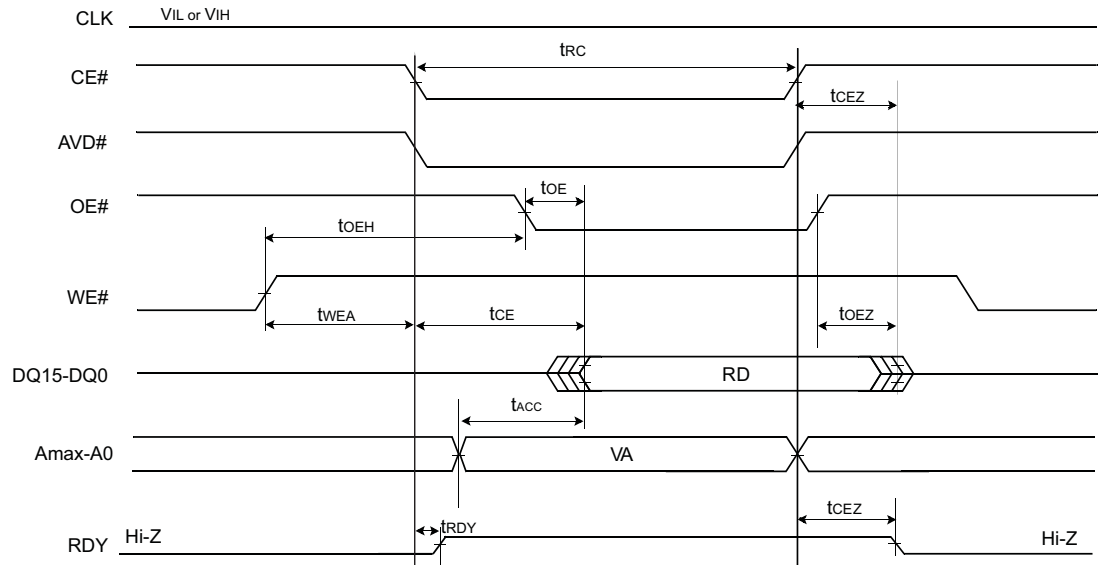 CLK VIL or VIH
tRC
CE#
tCEZ
AVD#
tOE
OE#
tOEH
WE#
tWEA tCE tOEZ
DQ15-DQ0 RD
tACC
Amax-A0 VA
tRDY tCEZ
RDY Hi-Z Hi-Z